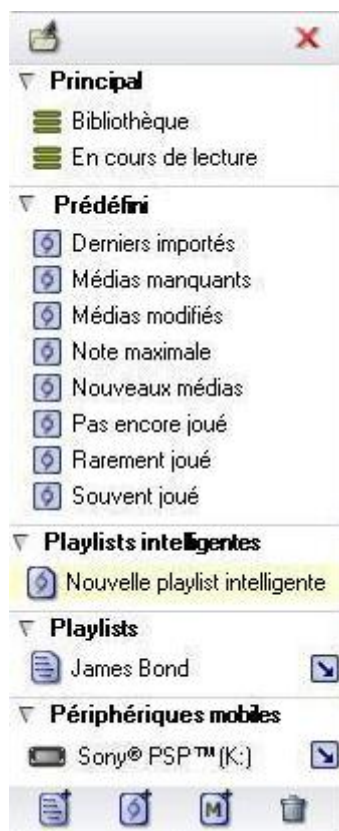 Principal
Bibliothèque
En cours de lecture
Prédéfini
Derniers importés
Médias manquants
Médias modifiés
Note maximale
Nouveaux médias
Pas encore joué
Rarement joué
Souvent joué
Playlists intelligentes
Nouvelle playlist intelligente
Playlists
James Bond
Périphériques mobiles
Sony® PSP™ (K:)
M